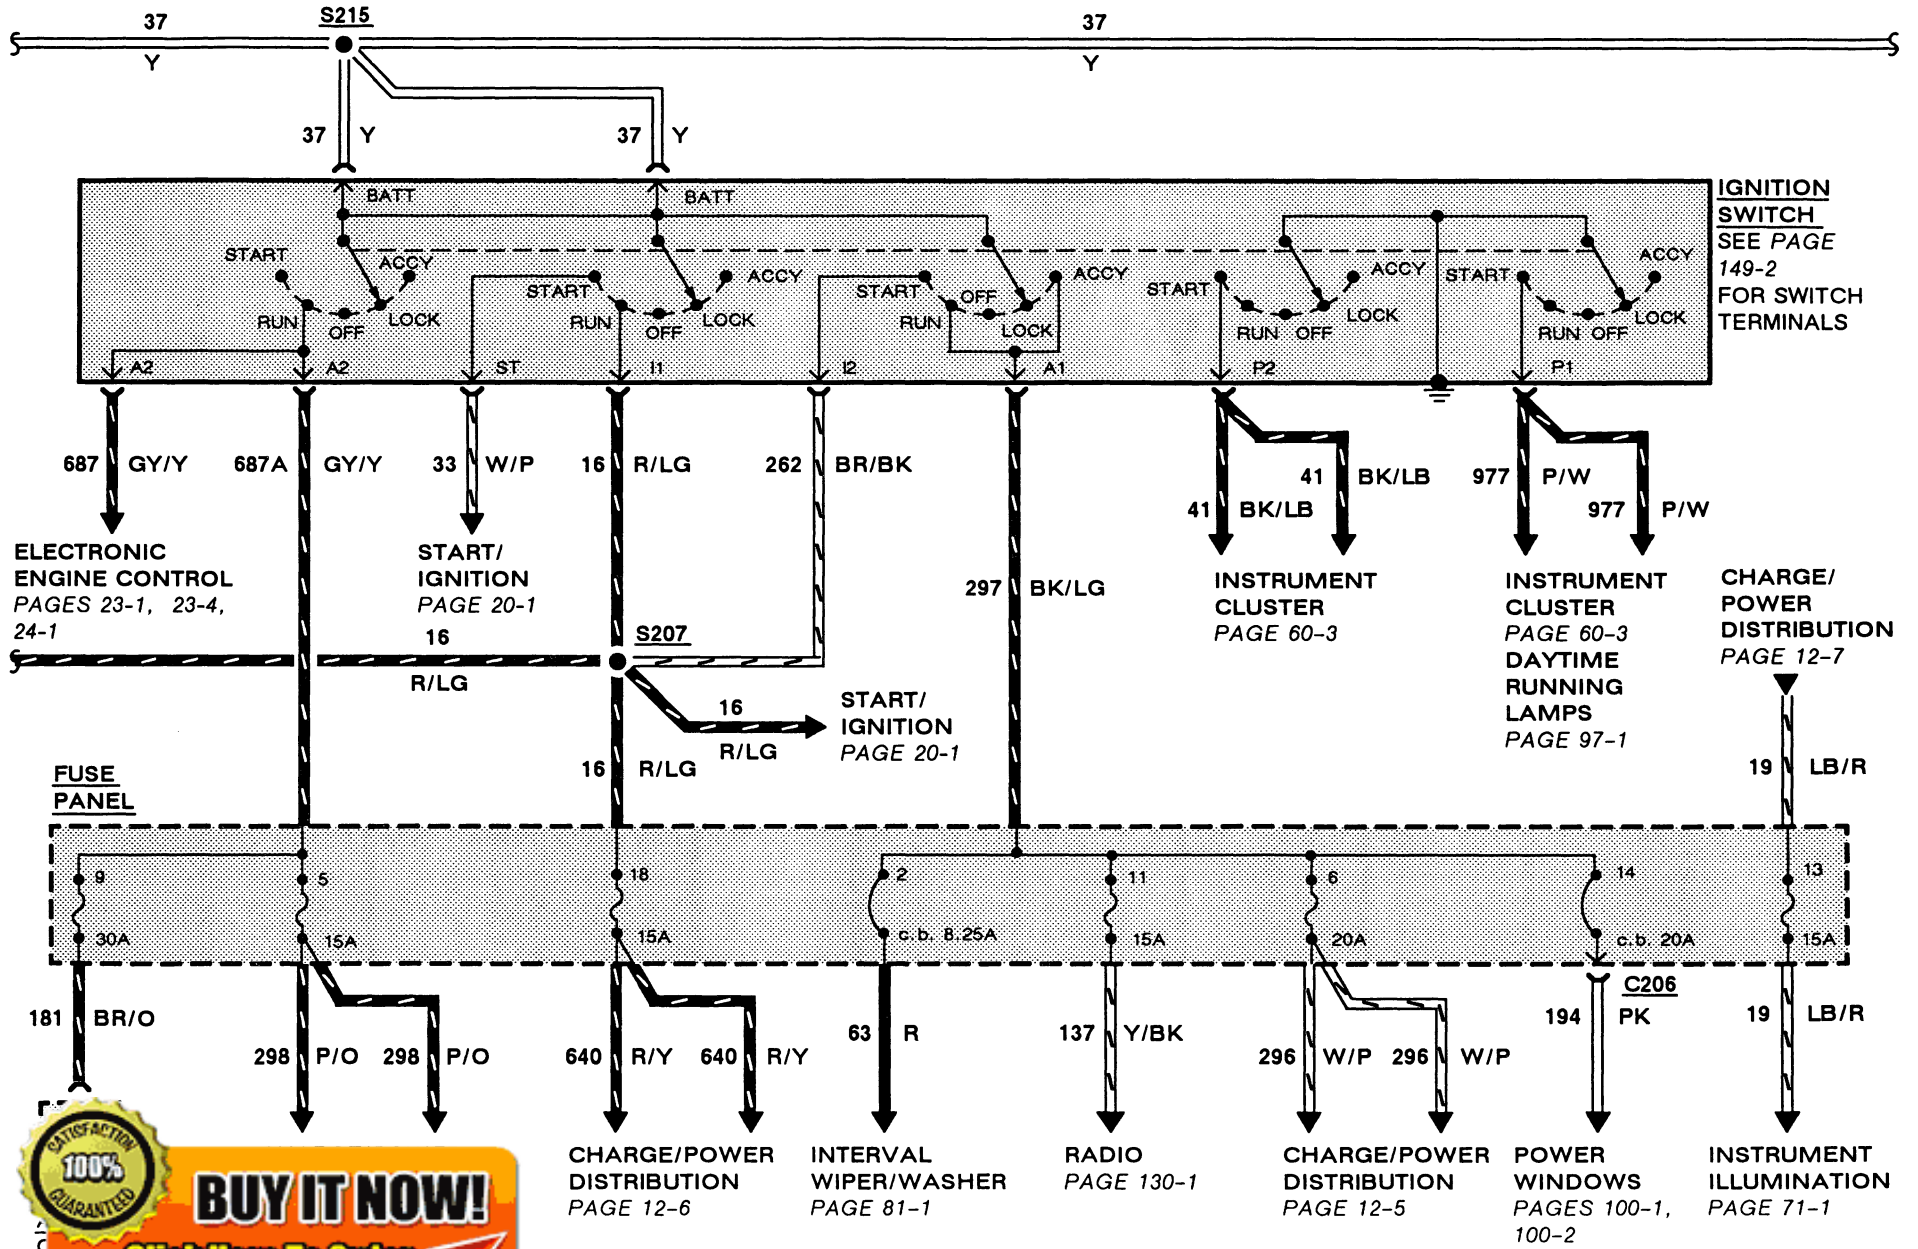 37
S215
37
Y
Y
37 Y
37 Y
BATT
BATT
IGNITION
SWITCH
SEE PAGE
149-2
FOR SWITCH
TERMINALS
START
ACCY
RUN
OFF
LOCK
START
ACCY
RUN
OFF
LOCK
START
OFF
ACCY
RUN
LOCK
START
ACCY
RUN OFF
LOCK
START
ACCY
RUN OFF
LOCK
A2
A2
ST
I1
I2
A1
P2
P1
687 GY/Y
687A GY/Y
33 W/P
16 R/LG
262 BR/BK
41 BK/LB
41 BK/LB
977 P/W
977 P/W
ELECTRONIC
ENGINE CONTROL
PAGES 23-1, 23-4,
24-1
START/
IGNITION
PAGE 20-1
297 BK/LG
INSTRUMENT
CLUSTER
PAGE 60-3
INSTRUMENT
CLUSTER
PAGE 60-3
DAYTIME
RUNNING
LAMPS
PAGE 97-1
CHARGE/
POWER
DISTRIBUTION
PAGE 12-7
16
R/LG
S207
16
R/LG
START/
IGNITION
PAGE 20-1
16 R/LG
19 LB/R
FUSE
PANEL
9
30A
5
15A
18
15A
2
c.b. 8.25A
11
15A
6
20A
14
c.b. 20A
13
15A
C206
181 BR/O
298 P/O
298 P/O
640 R/Y
640 R/Y
63 R
137 Y/BK
296 W/P
296 W/P
194 PK
19 LB/R
CHARGE/POWER
DISTRIBUTION
PAGE 12-6
INTERVAL
WIPER/WASHER
PAGE 81-1
RADIO
PAGE 130-1
CHARGE/POWER
DISTRIBUTION
PAGE 12-5
POWER
WINDOWS
PAGES 100-1,
100-2
INSTRUMENT
ILLUMINATION
PAGE 71-1
SATISFACTION
100%
GUARANTEED
BUY IT NOW!